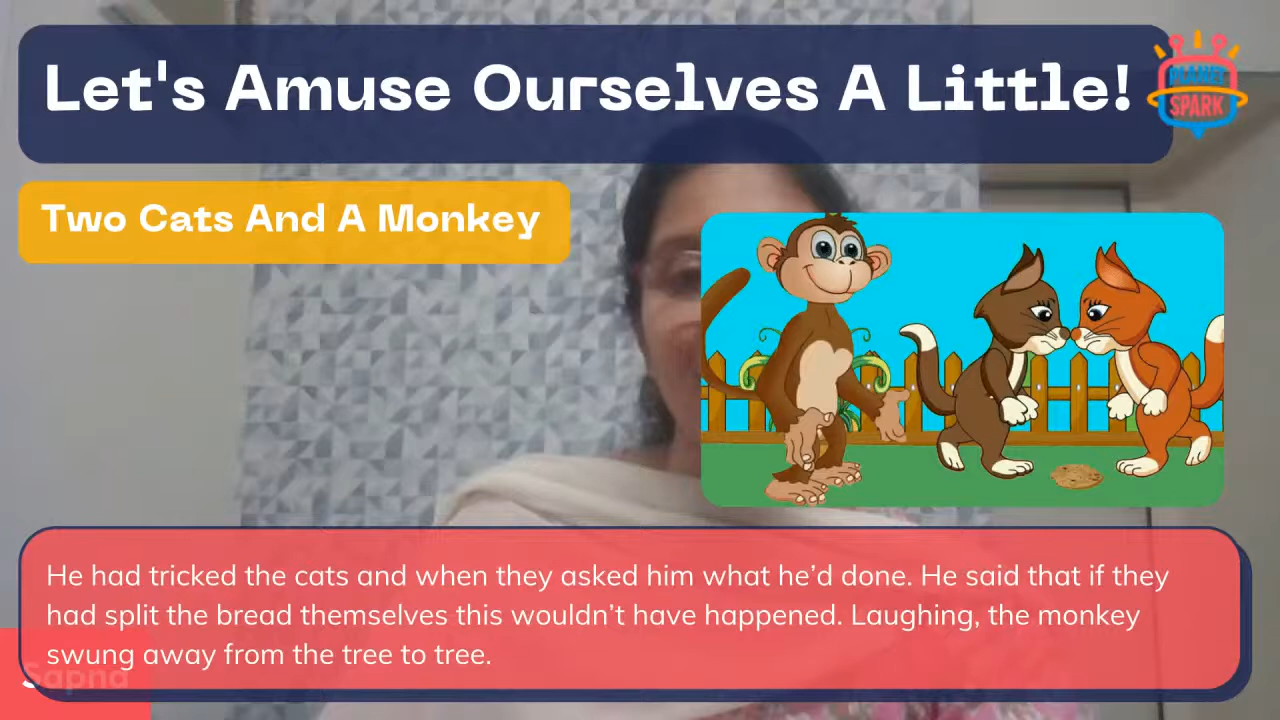 Let's Amuse Ourselves A Little!
PLANET
SPARK
Two Cats And A Monkey
He had tricked the cats and when they asked him what he'd done. He said that if they
had split the bread themselves this wouldn't have happened. Laughing, the monkey
swung away from the tree to tree.
Sapna